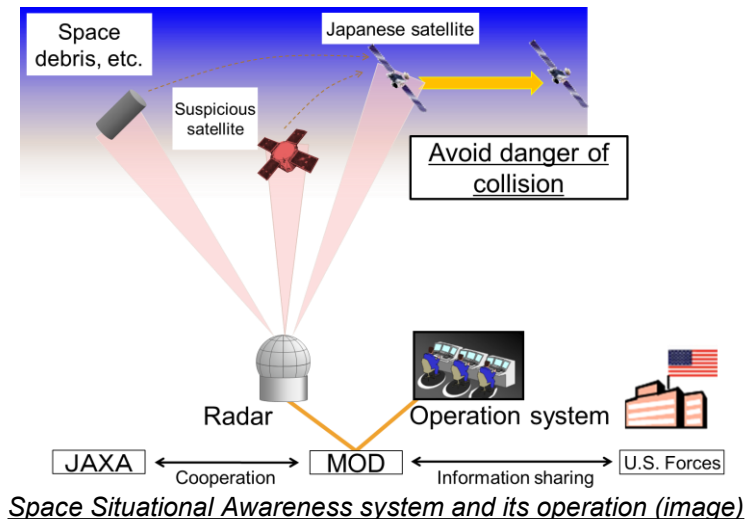 Space
debris, etc.
Japanese satellite
Suspicious
satellite
Avoid danger of
collision
Radar
Operation system
JAXA
Cooperation
MOD
Information sharing
U.S. Forces
Space Situational Awareness system and its operation (image)